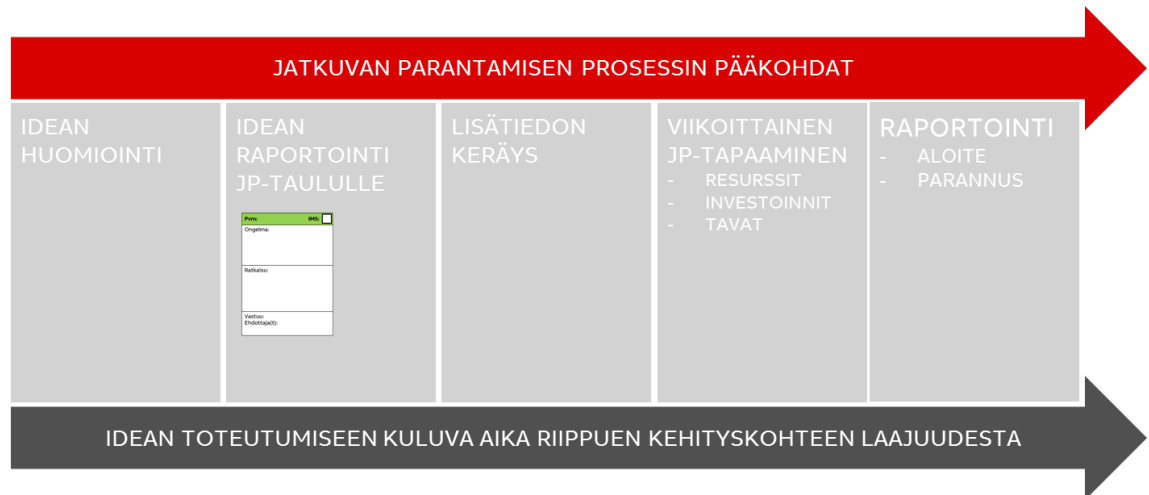 JATKUVAN PARANTAMISEN PROSESSIN PÄÄKOHDAT
IDEAN
HUOMIOINTI
IDEAN
RAPORTOINTI
JP-TAULULLE
Pvm: IMS:
Ongelma:
Ratkaisu:
Vastuu:
Ehdottaja(t):
LISÄTIEDON
KERÄYS
VIIKOITTAINEN
JP-TAPAAMINEN
- RESURSSIT
- INVESTOINNIT
- TAVAT
RAPORTOINTI
- ALOITE
- PARANNUS
IDEAN TOTEUTUMISEEN KULUVA AIKA RIIPPUEN KEHITYSKOHTEEN LAAJUUDESTA